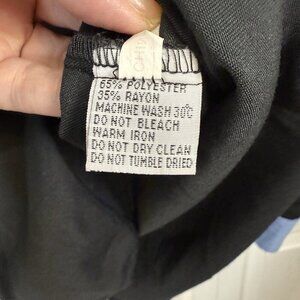 65% POLYESTER
35% RAYON
MACHINE WASH 30℃
DO NOT BLEACH
WARM IRON
DO NOT DRY CLEAN
DO NOT TUMBLE DRIED